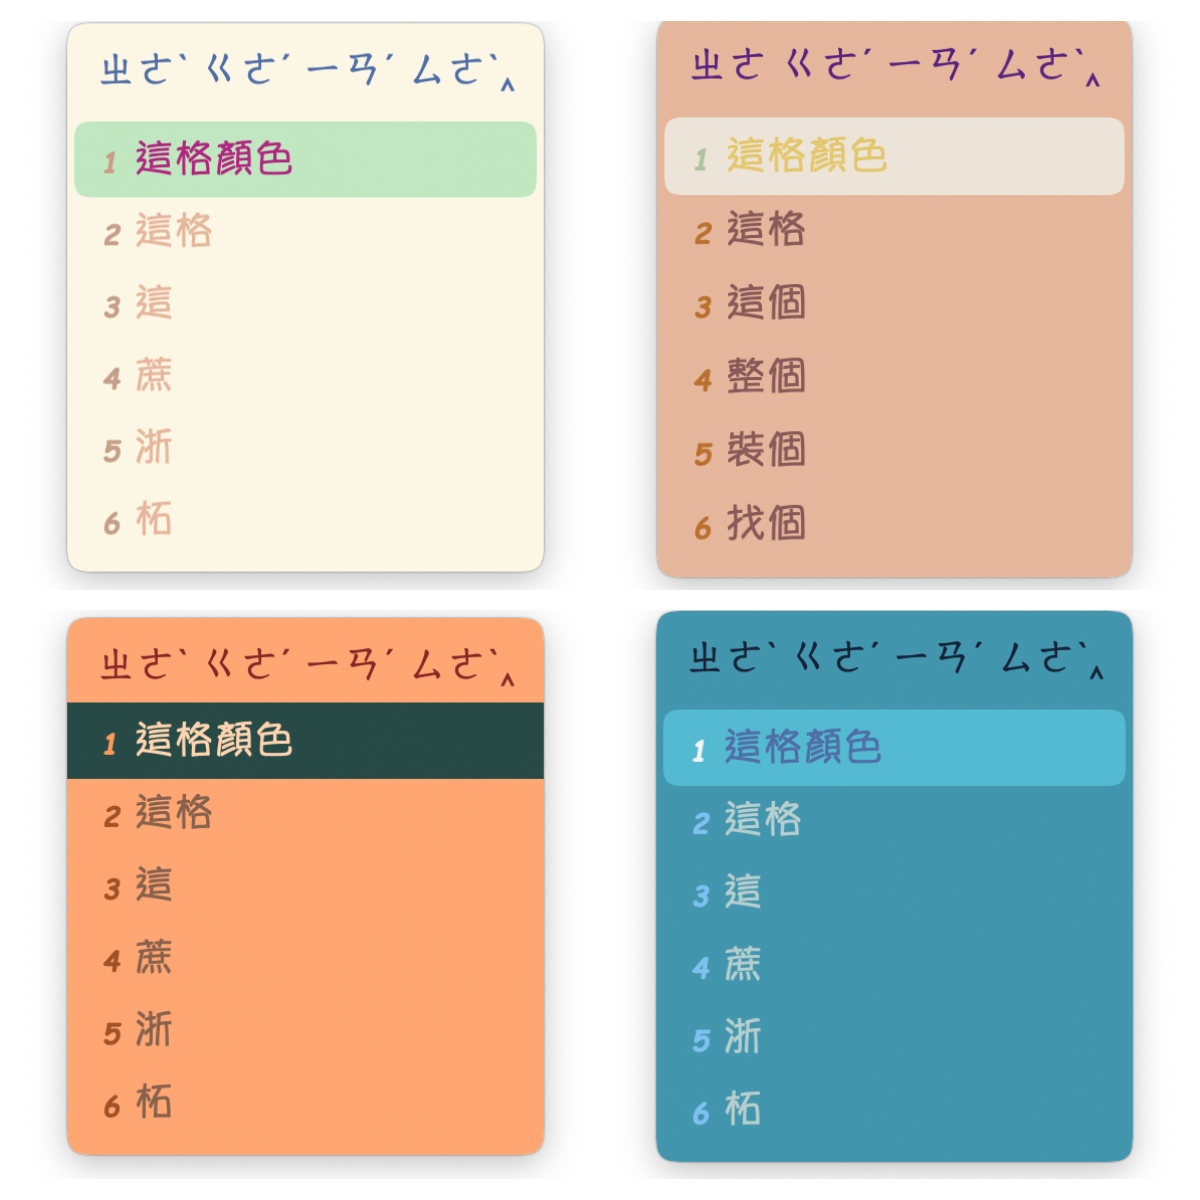 ㄓㄜˋ ㄍㄜˊ ㄧㄢˊ ㄙㄜˋ‸
1 這格顏色
2 這格
3 這
4 蔗
5 浙
6 柘
ㄓㄜ ㄍㄜˊ ㄧㄢˊ ㄙㄜˋ‸
1 這格顏色
2 這格
3 這個
4 整個
5 裝個
6 找個
ㄓㄜˋ ㄍㄜˊ ㄧㄢˊ ㄙㄜˋ‸
1 這格顏色
2 這格
3 這
4 蔗
5 浙
6 柘
ㄓㄜˋ ㄍㄜˊ ㄧㄢˊ ㄙㄜˋ‸
1 這格顏色
2 這格
3 這
4 蔗
5 浙
6 柘